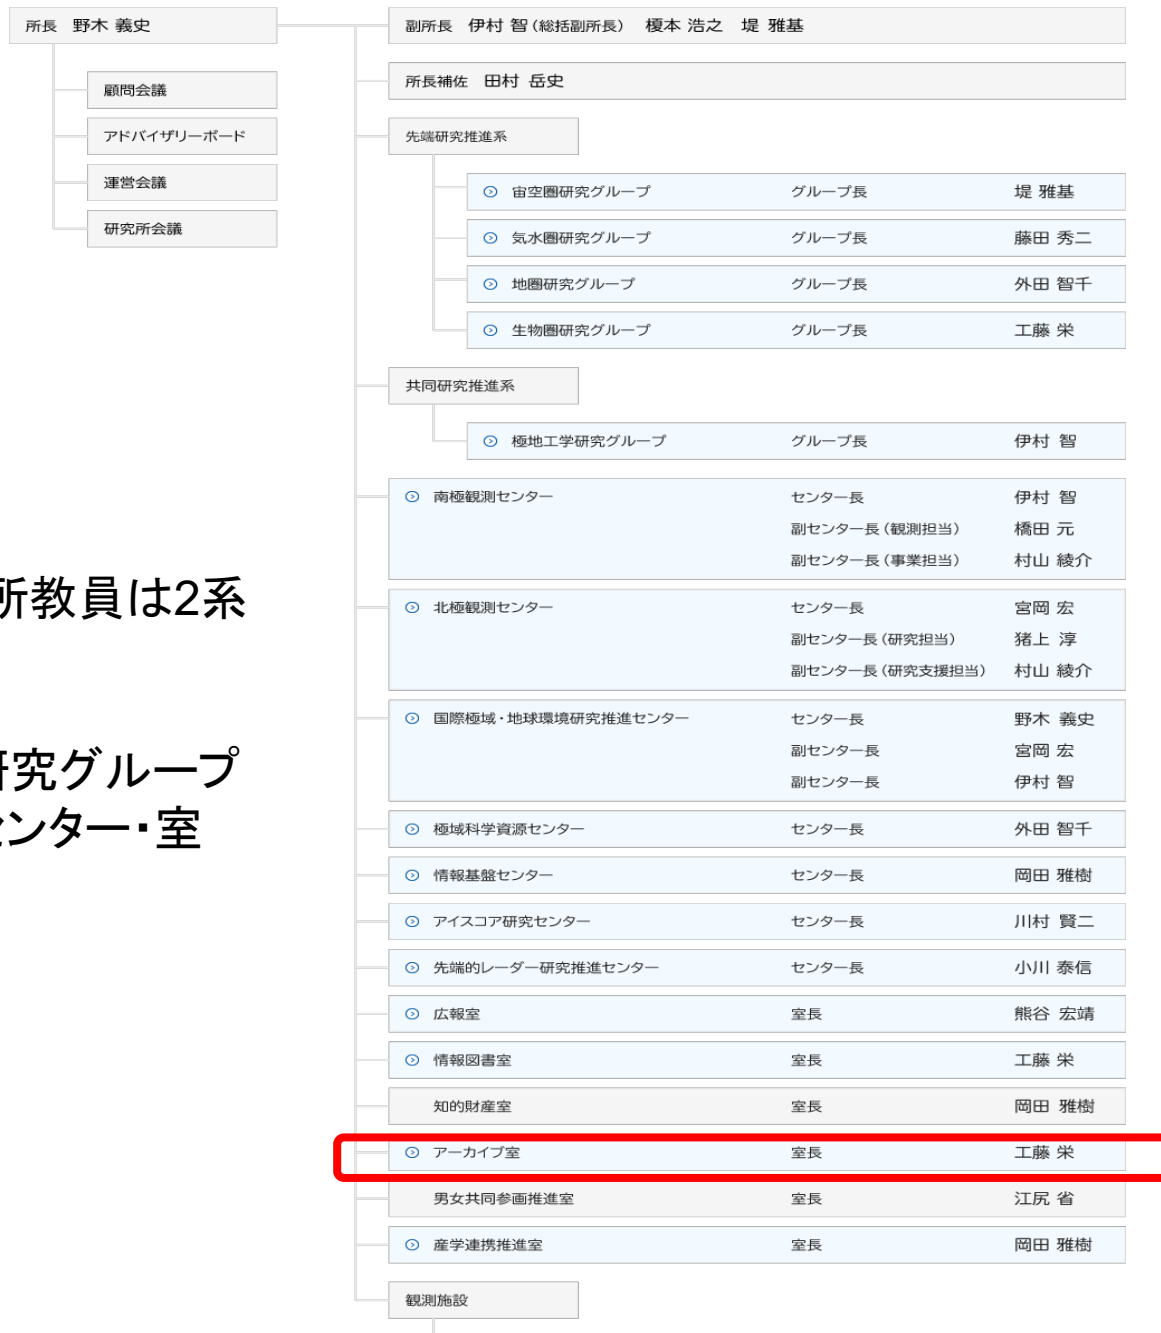 所長 野木 義史
顧問会議
アドバイザリーボード
運営会議
研究所会議
副所長 伊村 智（総括副所長） 榎本 浩之 堤 雅基
所長補佐 田村 岳史
先端研究推進系
宙空圏研究グループ グループ長 堤 雅基
気水圏研究グループ グループ長 藤田 秀二
地圏研究グループ グループ長 外田 智千
生物圏研究グループ グループ長 工藤 栄
共同研究推進系
極地工学研究グループ グループ長 伊村 智
南極観測センター センター長 伊村 智
副センター長（観測担当） 橋田 元
副センター長（事業担当） 村山 綾介
北極観測センター センター長 宮岡 宏
副センター長（研究担当） 猪上 淳
副センター長（研究支援担当） 村山 綾介
国際極域・地球環境研究推進センター センター長 野木 義史
副センター長 宮岡 宏
副センター長 伊村 智
極域科学資源センター センター長 外田 智千
情報基盤センター センター長 岡田 雅樹
アイスコア研究センター センター長 川村 賢二
先端的レーダー研究推進センター センター長 小川 泰信
広報室 室長 熊谷 宏靖
情報図書室 室長 工藤 栄
知的財産室 室長 岡田 雅樹
アーカイブ室 室長 工藤 栄
男女共同参画推進室 室長 江尻 省
産学連携推進室 室長 岡田 雅樹
観測施設
所教員は2系
研究グループ
センター・室